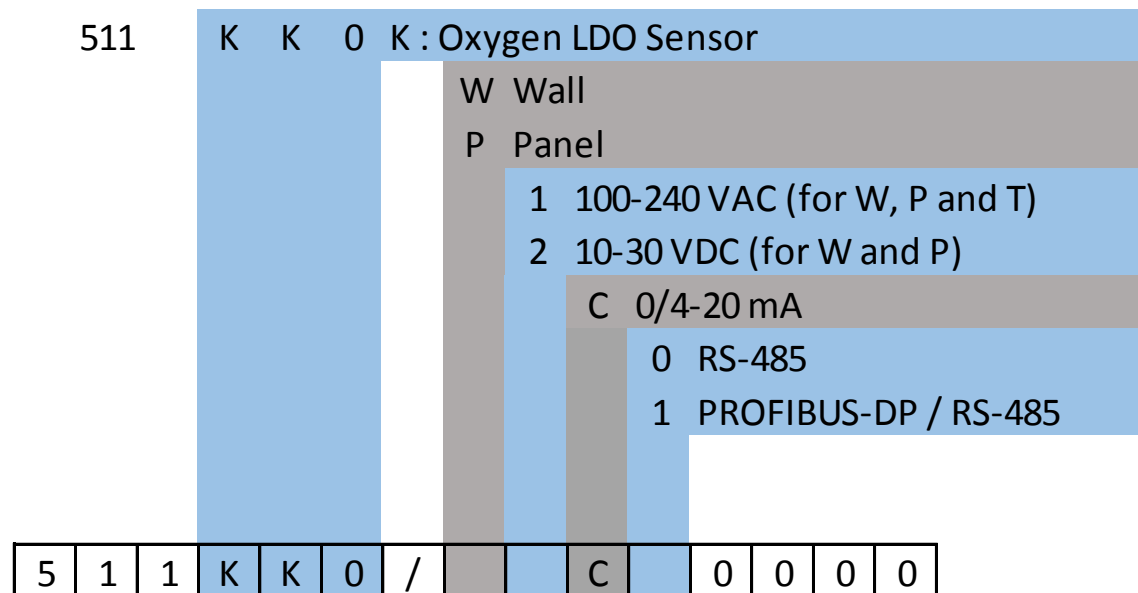 511 K K 0 K : Oxygen LDO Sensor
W Wall
P Panel
1 100-240 VAC (for W, P and T)
2 10-30 VDC (for W and P)
C 0/4-20 mA
0 RS-485
1 PROFIBUS-DP / RS-485
5 1 1 K K 0 / C 0 0 0 0